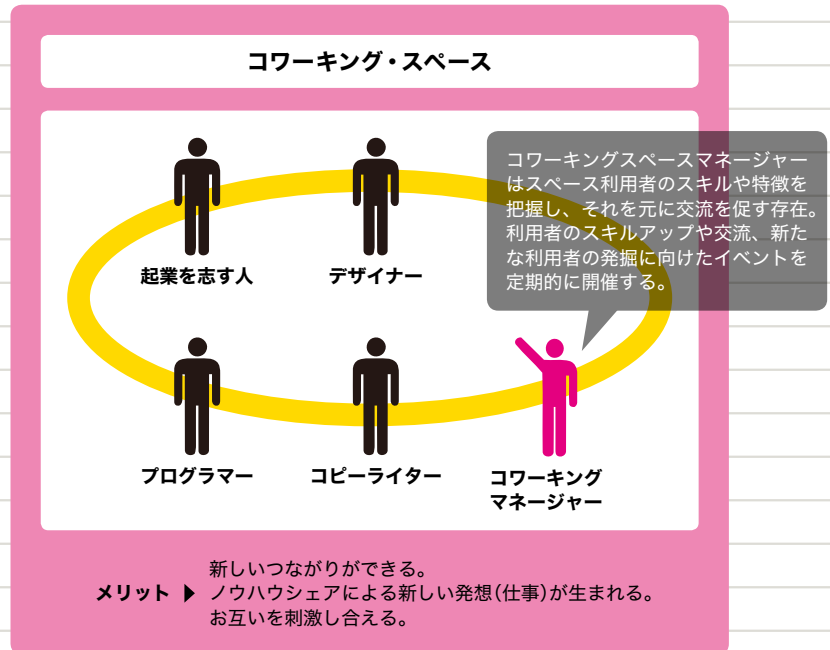 コワーキング・スペース
コワーキングスペースマネージャー
はスペース利用者のスキルや特徴を
把握し、それを元に交流を促す存在。
利用者のスキルアップや交流、新た
な利用者の発掘に向けたイベントを
定期的に開催する。
起業を志す人
デザイナー
プログラマー
コピーライター
コワーキング
マネージャー
新しいつながりができる。
メリット ▶ ノウハウシェアによる新しい発想(仕事)が生まれる。
お互いを刺激し合える。